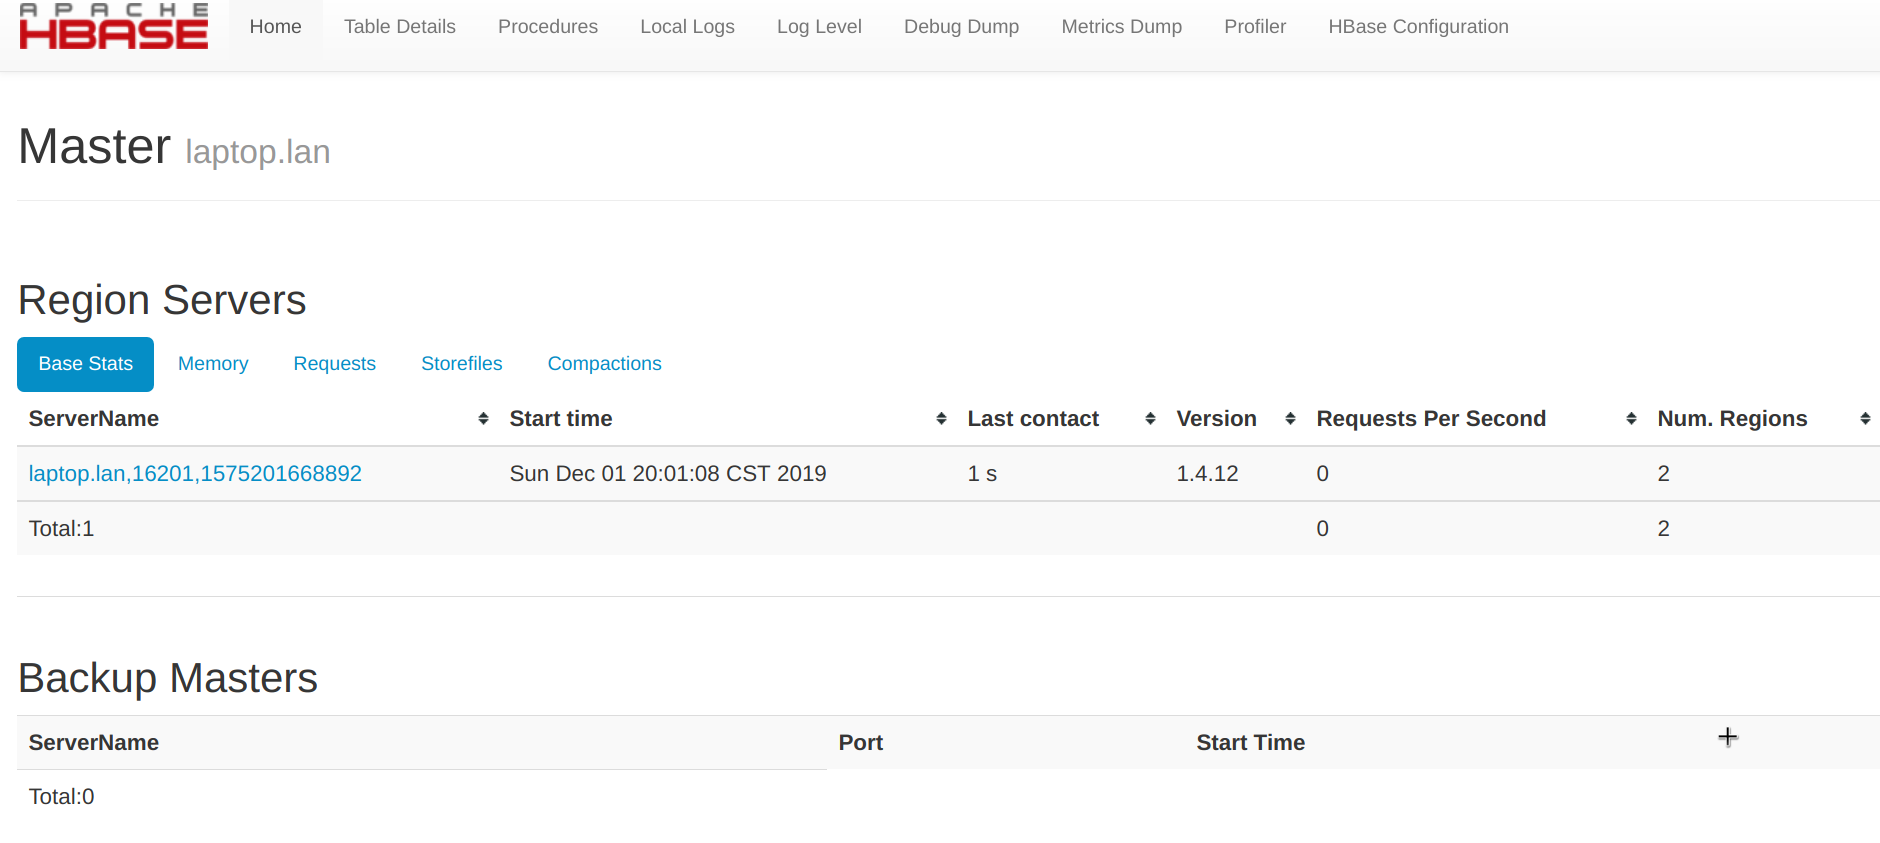 APACHE
HBASE
Home Table Details Procedures Local Logs Log Level Debug Dump Metrics Dump Profiler HBase Configuration
Master laptop.lan
Region Servers
Base Stats Memory Requests Storefiles Compactions
ServerName Start time Last contact Version Requests Per Second Num. Regions
laptop.lan,16201,1575201668892 Sun Dec 01 20:01:08 CST 2019 1 s 1.4.12 0 2
Total:1 0 2
Backup Masters
ServerName Port Start Time
Total:0